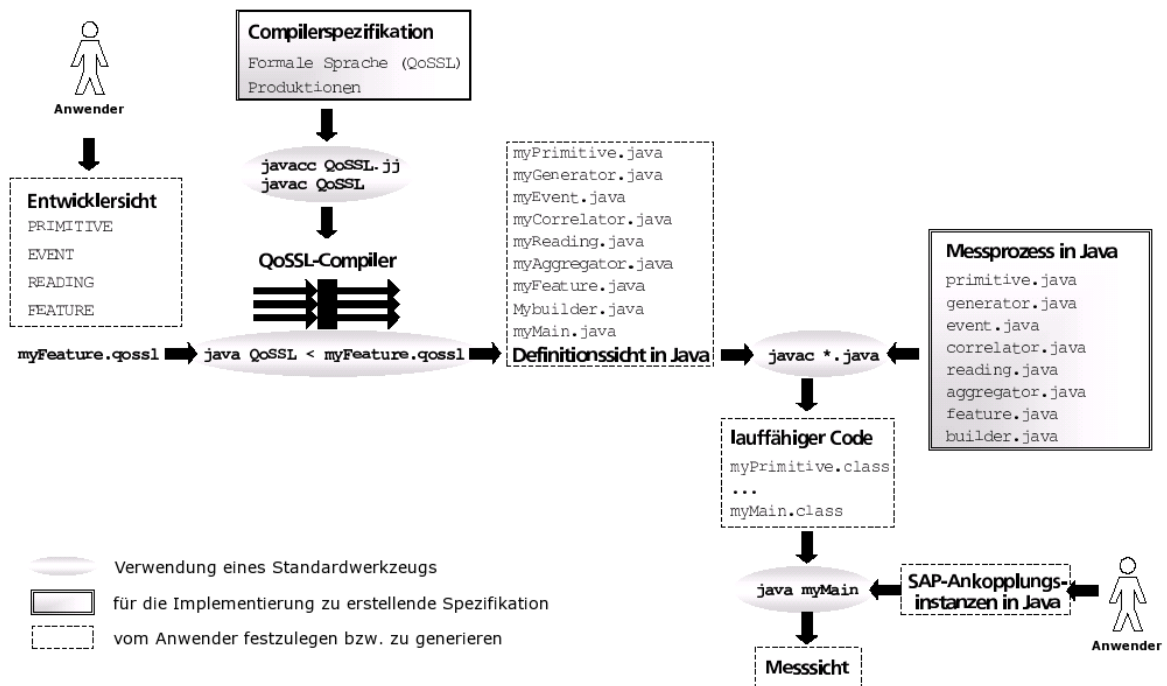 Anwender
Entwicklersicht
PRIMITIVE
EVENT
READING
FEATURE
myFeature.qossl
Compilerspezifikation
Formale Sprache (QoSSL)
Produktionen
javacc QoSSL.jj
javac QoSSL
QoSSL-Compiler
java QoSSL < myFeature.qossl
myPrimitive.java
myGenerator.java
myEvent.java
myCorrelator.java
myReading.java
myAggregator.java
myFeature.java
Mybuilder.java
myMain.java
Definitionssicht in Java
javac *.java
Messprozess in Java
primitive.java
generator.java
event.java
correlator.java
reading.java
aggregator.java
feature.java
builder.java
lauffähiger Code
myPrimitive.class
...
myMain.class
java myMain
SAP-Ankopplungs-
instanzen in Java
Anwender
Messsicht
Verwendung eines Standardwerkzeugs
für die Implementierung zu erstellende Spezifikation
vom Anwender festzulegen bzw. zu generieren